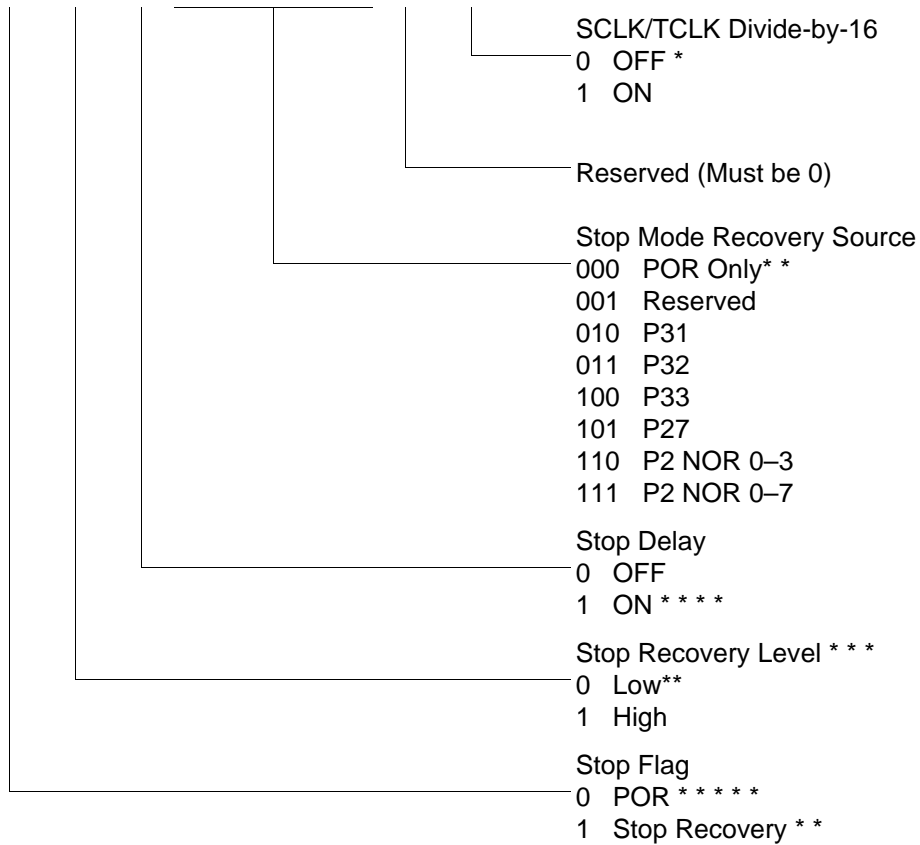 SCLK/TCLK Divide-by-16
0 OFF *
1 ON
Reserved (Must be 0)
Stop Mode Recovery Source
000 POR Only* *
001 Reserved
010 P31
011 P32
100 P33
101 P27
110 P2 NOR 0–3
111 P2 NOR 0–7
Stop Delay
0 OFF
1 ON * * * *
Stop Recovery Level * * *
0 Low**
1 High
Stop Flag
0 POR * * * * *
1 Stop Recovery * *